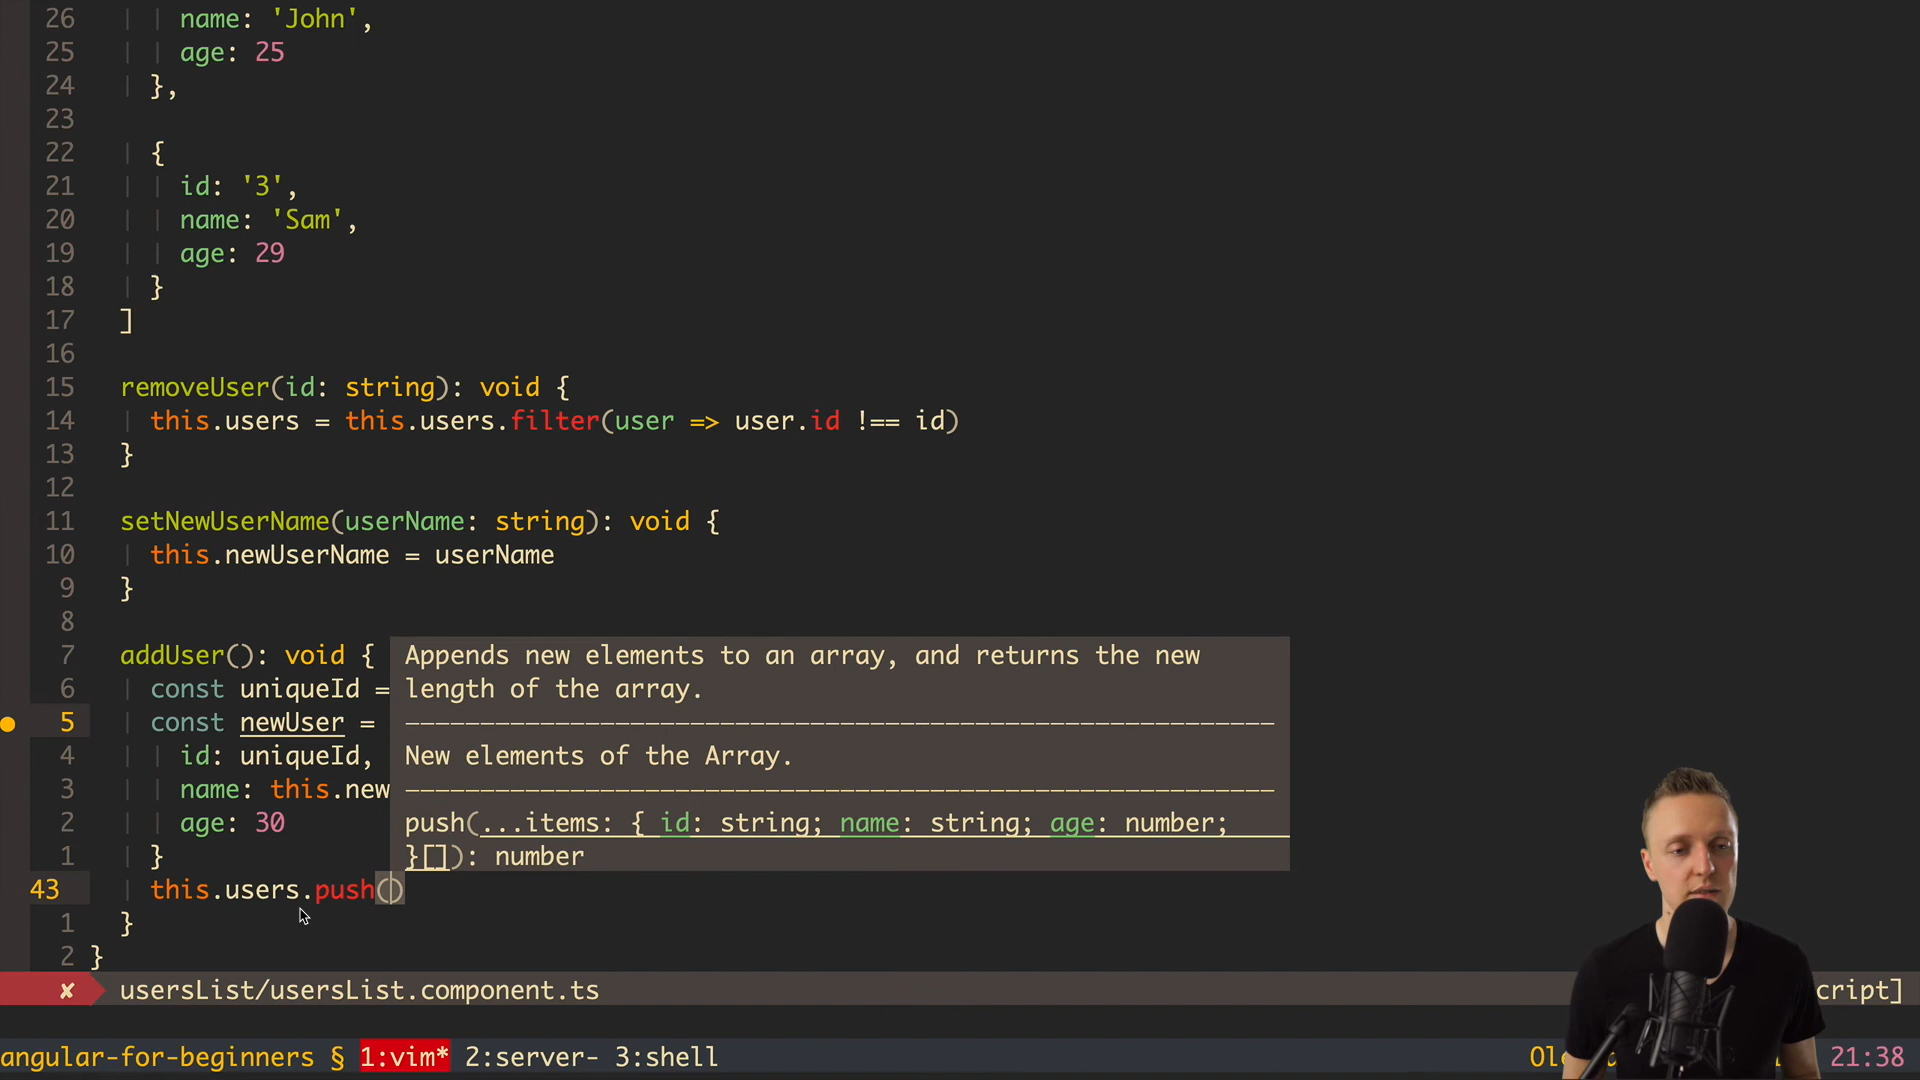 26 name: 'John',
25 age: 25
24 },
23
22 {
21 id: '3',
20 name: 'Sam',
19 age: 29
18 }
17 ]
16
15 removeUser(id: string): void {
14 this.users = this.users.filter(user => user.id !== id)
13 }
12
11 setNewUserName(userName: string): void {
10 this.newUserName = userName
9 }
8
7 addUser(): void {
6 const uniqueId =
5 const newUser =
4 id: uniqueId,
3 name: this.new
2 age: 30
1 }
43 this.users.push()
1 }
2 }
Appends new elements to an array, and returns the new
length of the array.
New elements of the Array.
push(...items: { id: string; name: string; age: number;
}[]): number
✘ usersList/usersList.component.ts
cript]
angular-for-beginners § 1:vim* 2:server- 3:shell
21:38